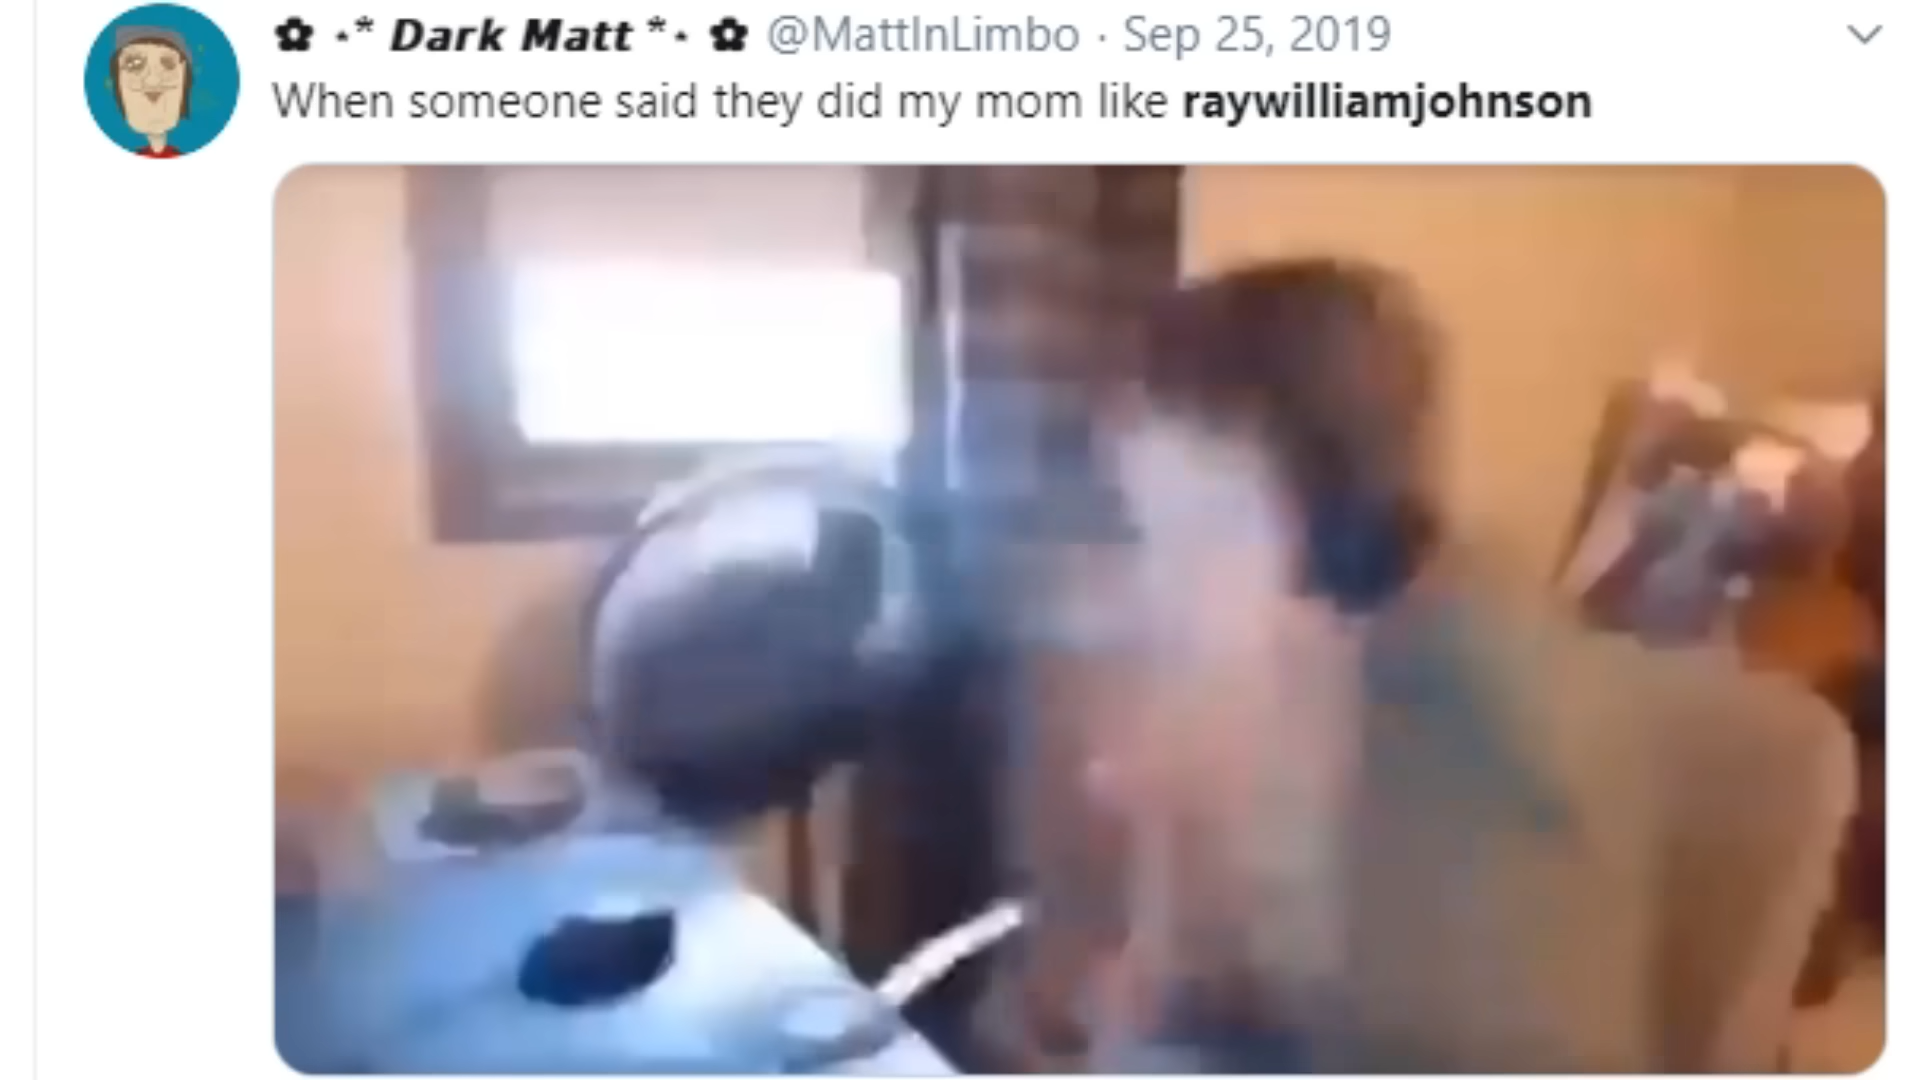 ✿ ⋆* Dark Matt *⋆ ✿ @MattInLimbo · Sep 25, 2019
When someone said they did my mom like raywilliamjohnson